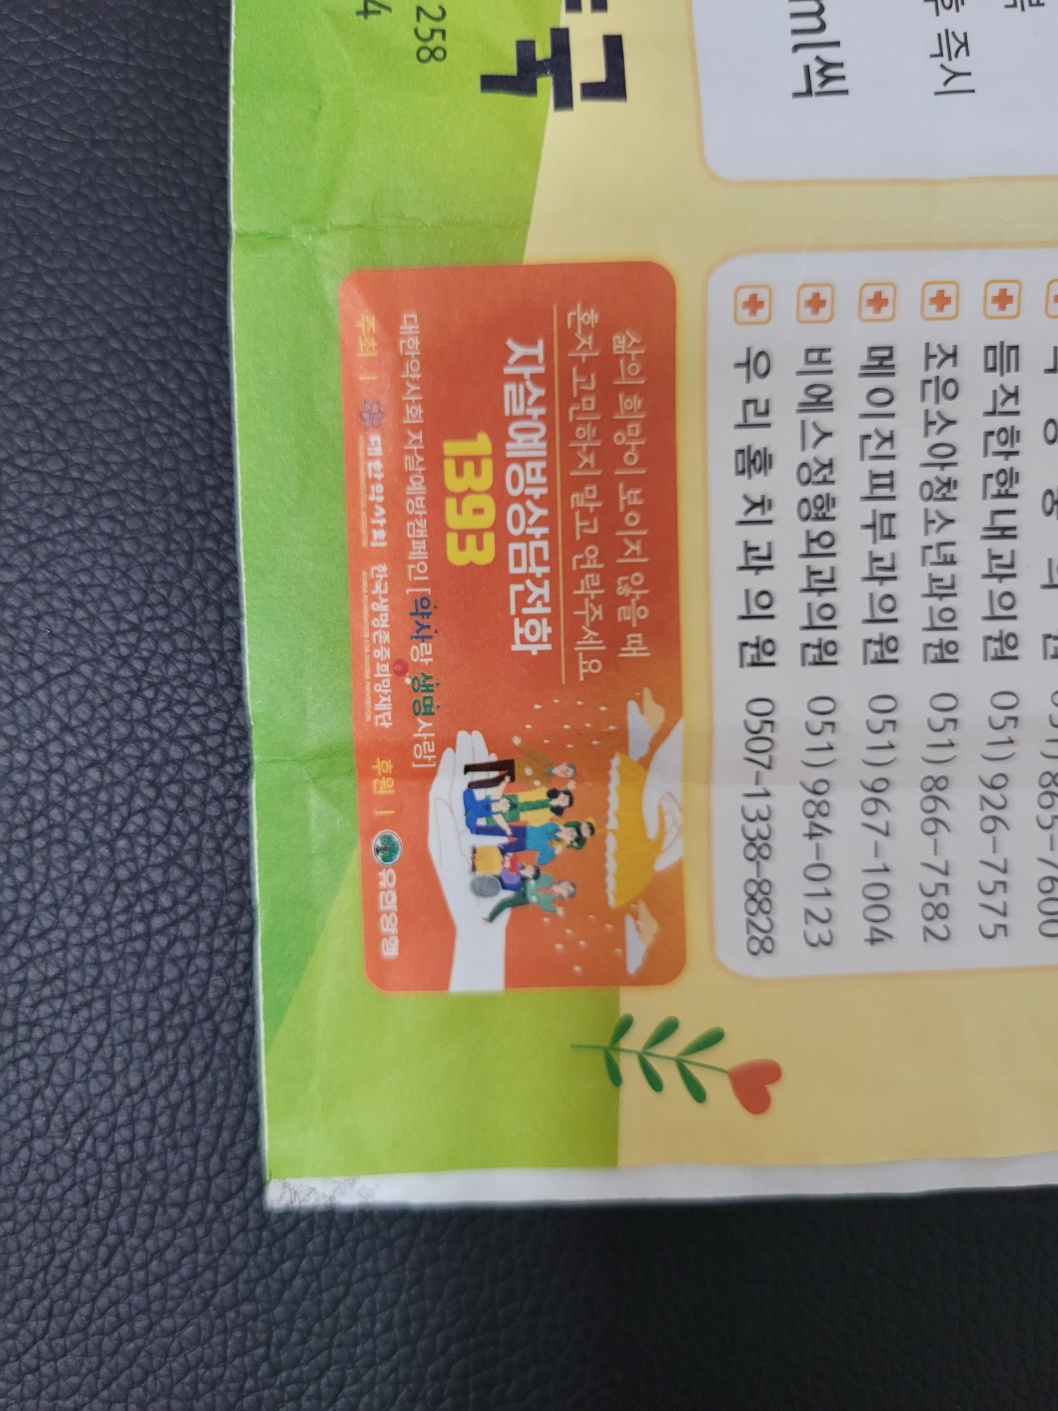 258
4
국
ml씩
후 즉시
듬직한현내과의원 051)926-7575
조은소아청소년과의원 051)866-7582
메이진피부과의원 051)967-1004
비에스정형외과의원 051)984-0123
우리홈치과의원 0507-1338-8828
삶의 희망이 보이지 않을 때
혼자 고민하지 말고 연락주세요
자살예방상담전화
1393
대한약사회 자살예방캠페인 [약사랑 생명사랑]
주최 | 대한약사회 한국생명존중희망재단 후원 | 유한양행